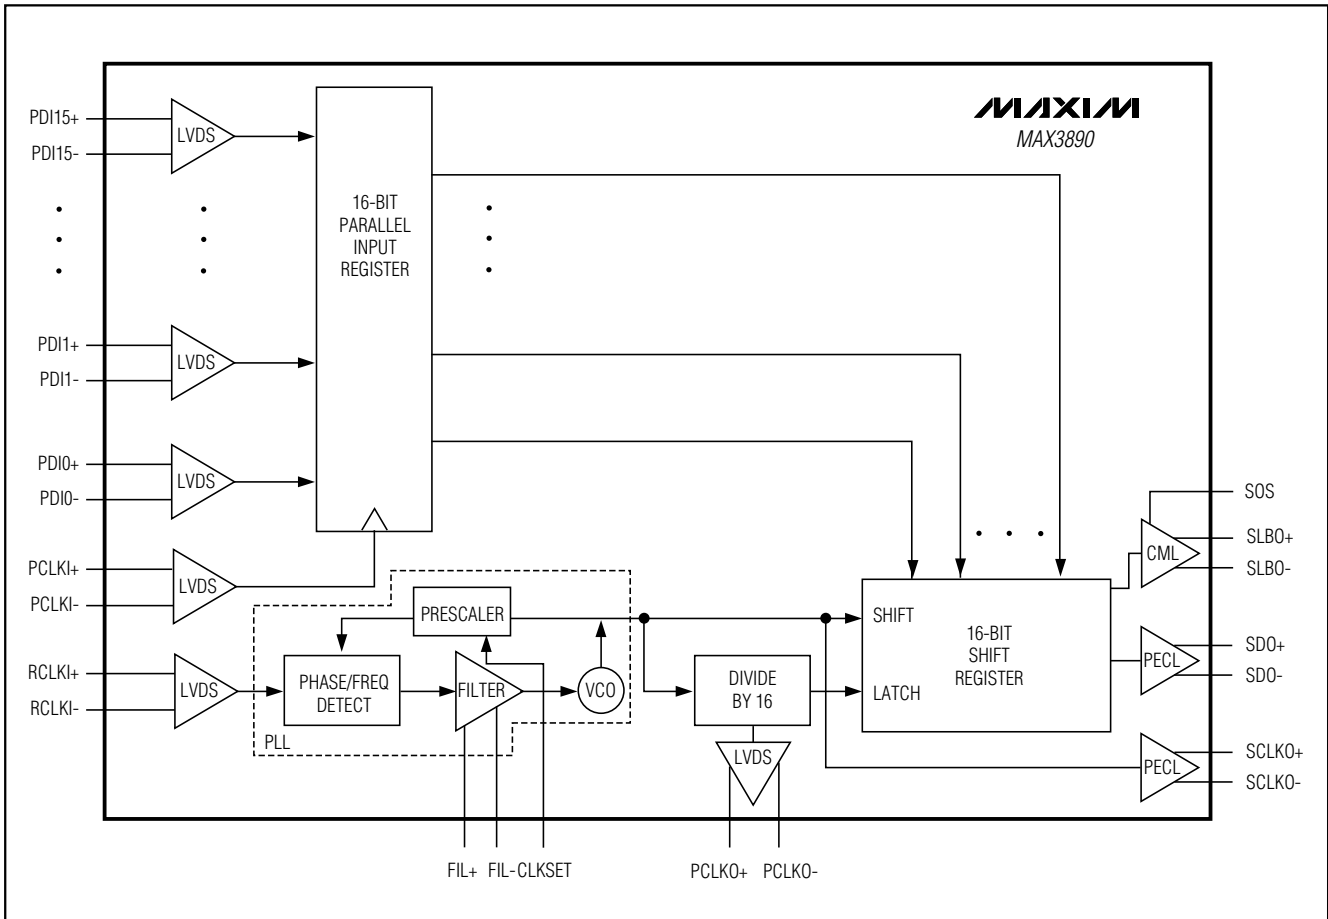 MAXIM
MAX3890
PDI15+
PDI15-
LVDS
16-BIT
PARALLEL
INPUT
REGISTER
PDI1+
PDI1-
LVDS
PDI0+
PDI0-
LVDS
PCLKI+
PCLKI-
LVDS
RCLKI+
RCLKI-
LVDS
PRESCALER
PHASE/FREQ
DETECT
FILTER
VCO
PLL
DIVIDE
BY 16
LVDS
SHIFT
LATCH
16-BIT
SHIFT
REGISTER
SOS
CML
SLBO+
SLBO-
PECL
SDO+
SDO-
PECL
SCLKO+
SCLKO-
FIL+
FIL-
CLKSET
PCLKO+
PCLKO-